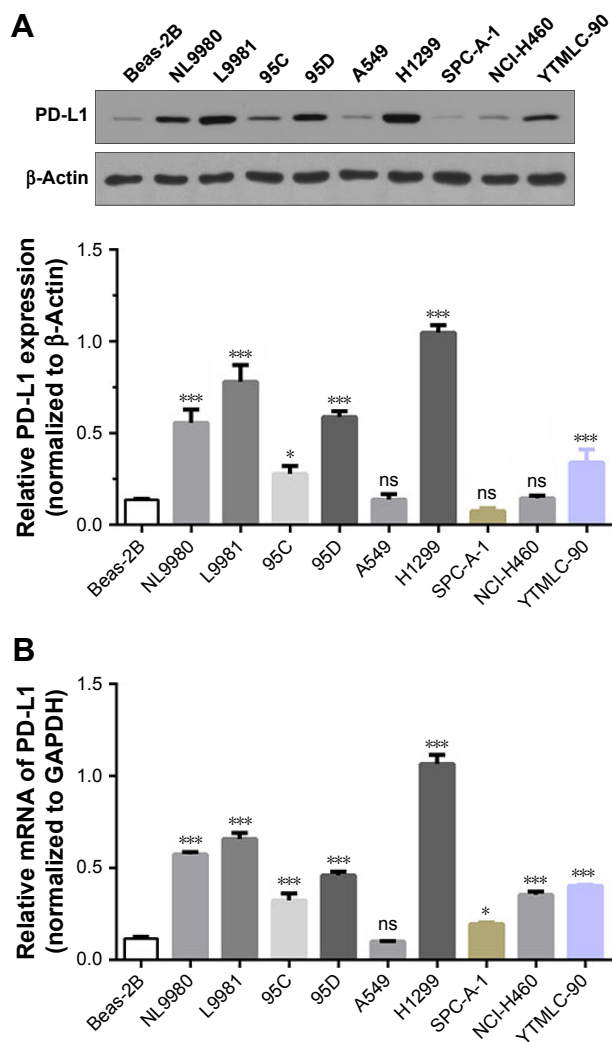 A
Beas-2B NL9980 L9981 95C 95D A549 H1299 SPC-A-1 NCI-H460 YTMLC-90
PD-L1
β-Actin
Relative PD-L1 expression
(normalized to β-Actin)
1.5
1.0
0.5
0.0
*** *** * *** ns *** ns ns ***
Beas-2B NL9980 L9981 95C 95D A549 H1299 SPC-A-1 NCI-H460 YTMLC-90
B
Relative mRNA of PD-L1
(normalized to GAPDH)
1.5
1.0
0.5
0.0
*** *** *** *** ns *** * *** ***
Beas-2B NL9980 L9981 95C 95D A549 H1299 SPC-A-1 NCI-H460 YTMLC-90